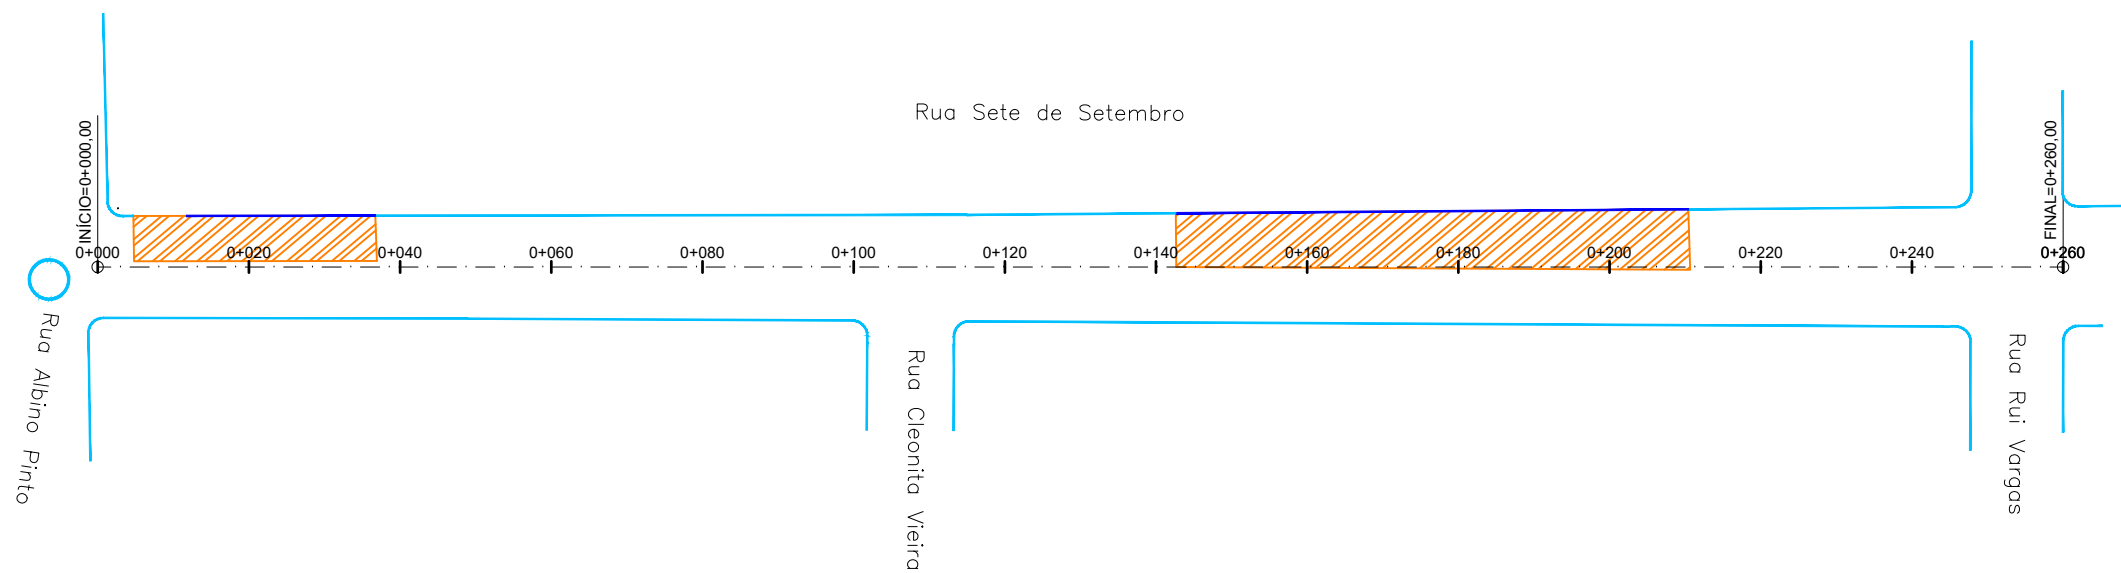 Rua Sete de Setembro
INÍCIO=0+000,00
FINAL=0+260,00
0+000
0+020
0+040
0+060
0+080
0+100
0+120
0+140
0+160
0+180
0+200
0+220
0+240
0+260
Rua Albino Pinto
Rua Cleonita Vieira
Rua Rui Vargas